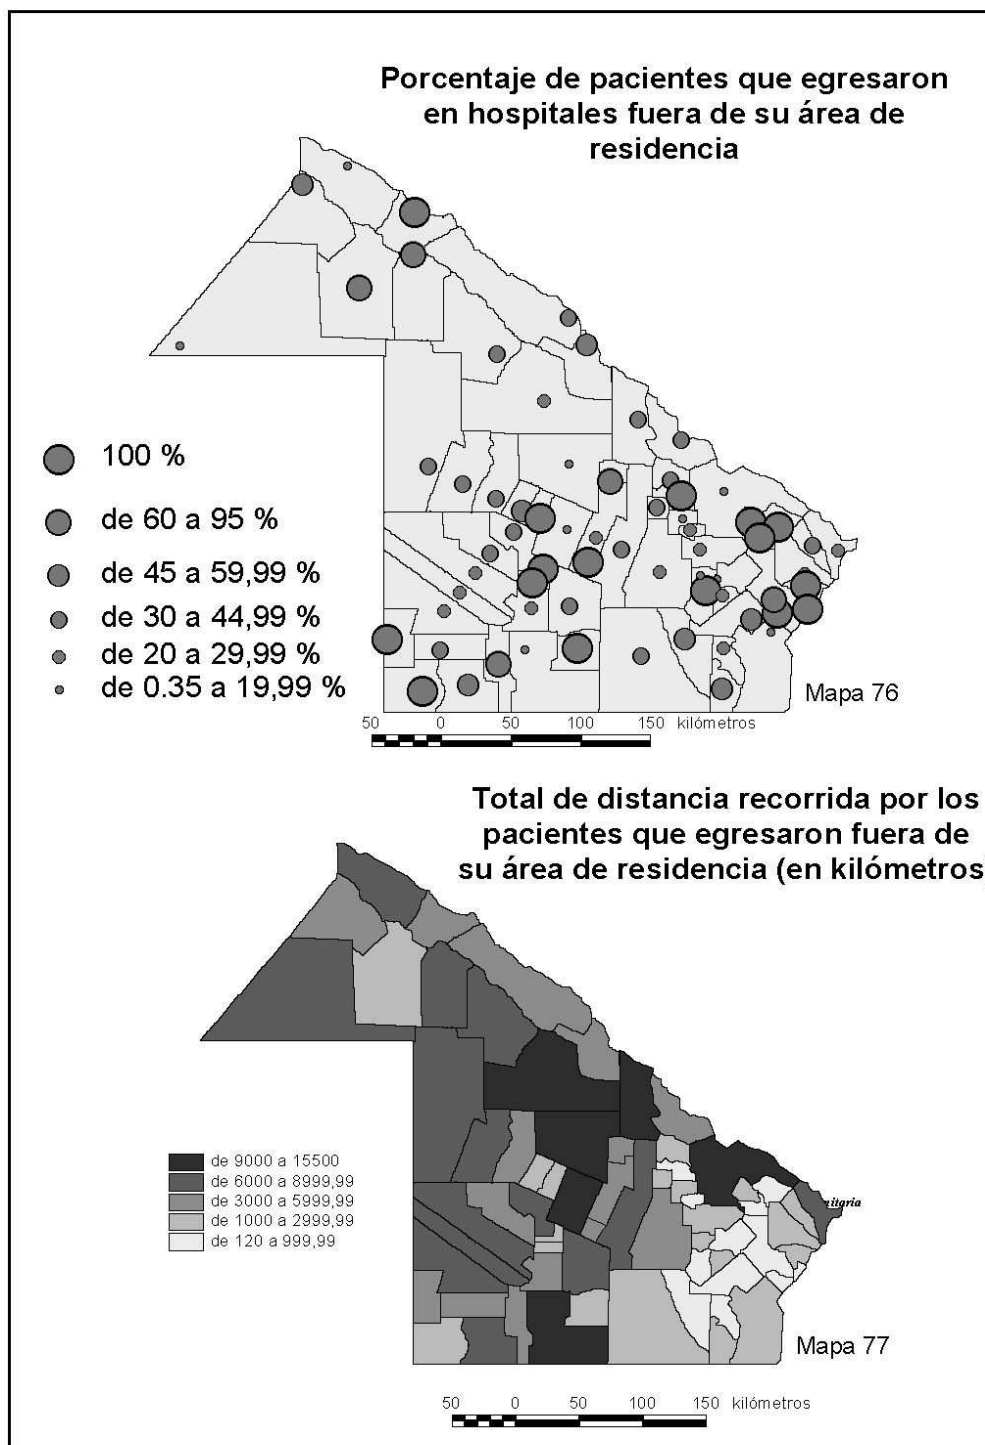 Porcentaje de pacientes que egresaron
en hospitales fuera de su área de
residencia
100 %
de 60 a 95 %
de 45 a 59,99 %
de 30 a 44,99 %
de 20 a 29,99 %
de 0.35 a 19,99 %
Mapa 76
50 0 50 100 150 kilómetros
Total de distancia recorrida por los
pacientes que egresaron fuera de
su área de residencia (en kilómetros)
de 9000 a 15500
de 6000 a 8999,99
de 3000 a 5999,99
de 1000 a 2999,99
de 120 a 999,99
nitaria
Mapa 77
50 0 50 100 150 kilómetros